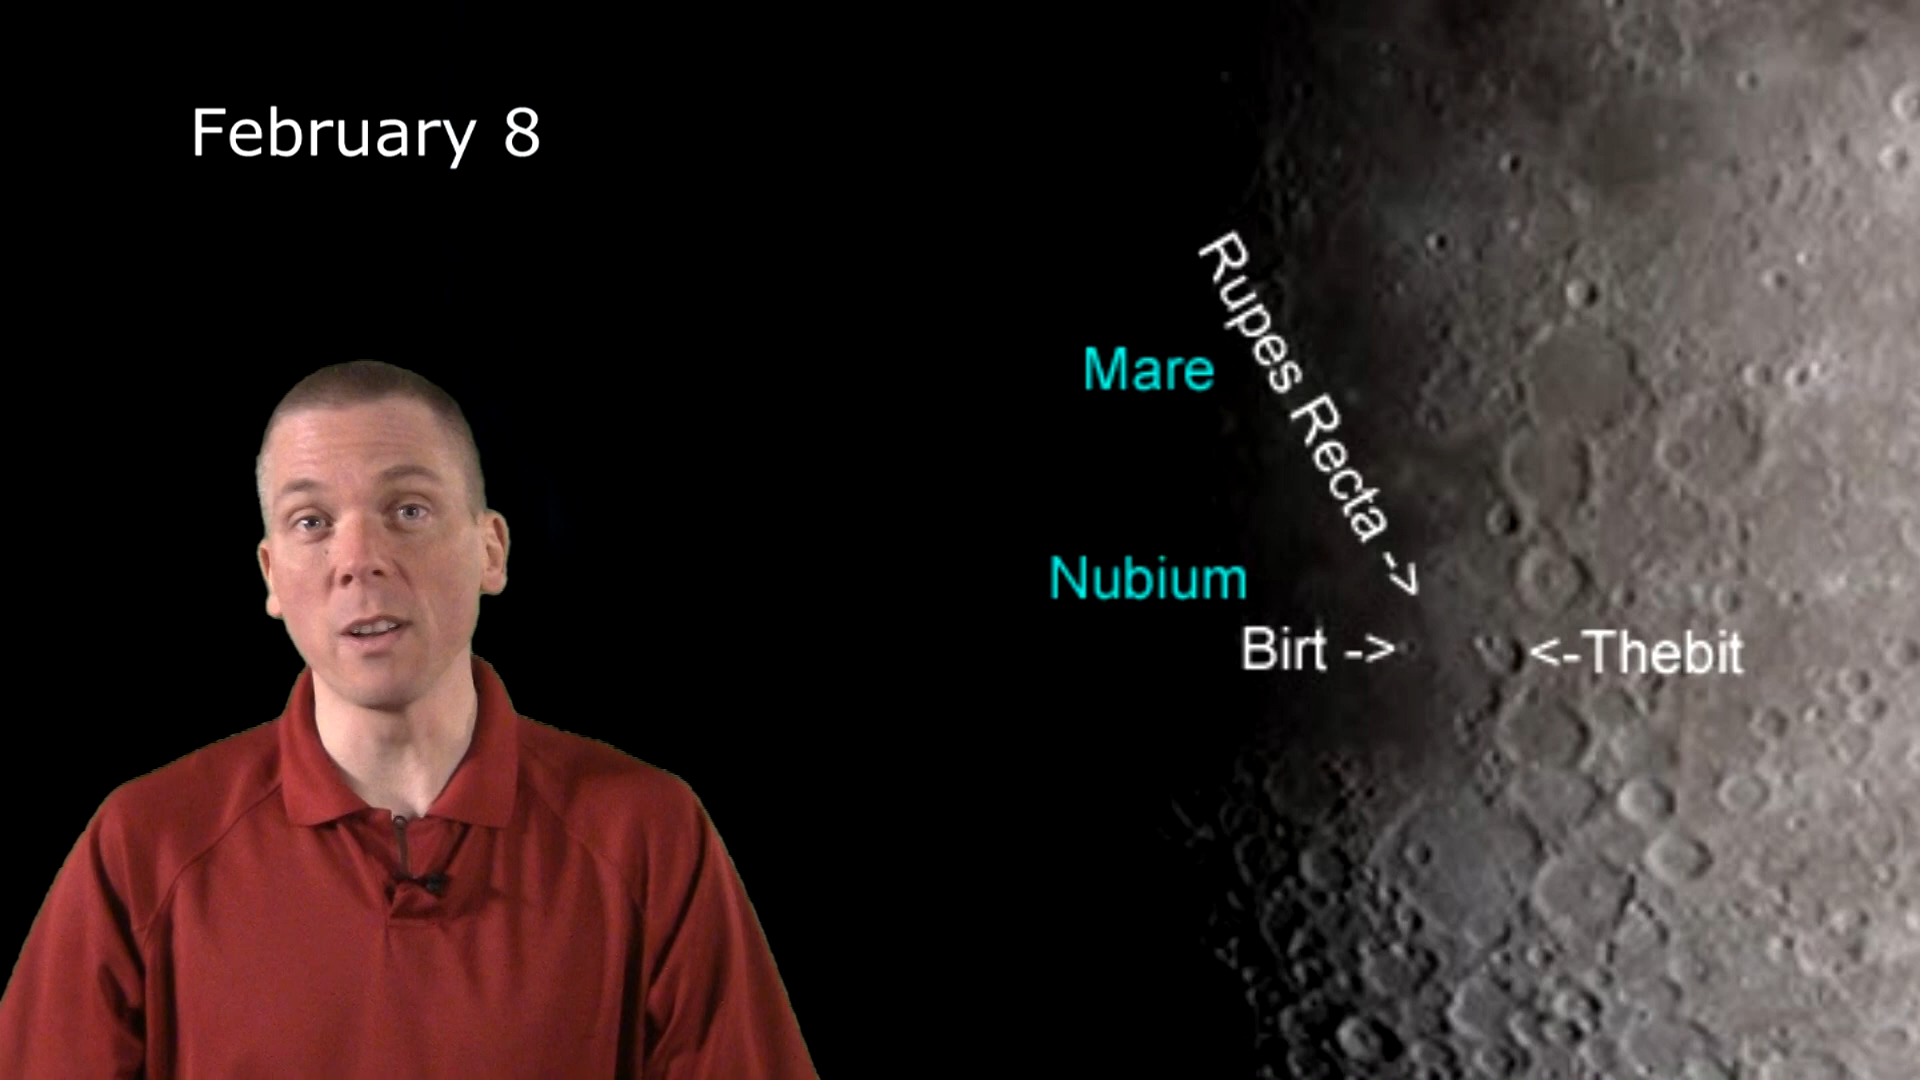 February 8
Rupes Recta ->
Mare
Nubium
Birt ->
<-Thebit